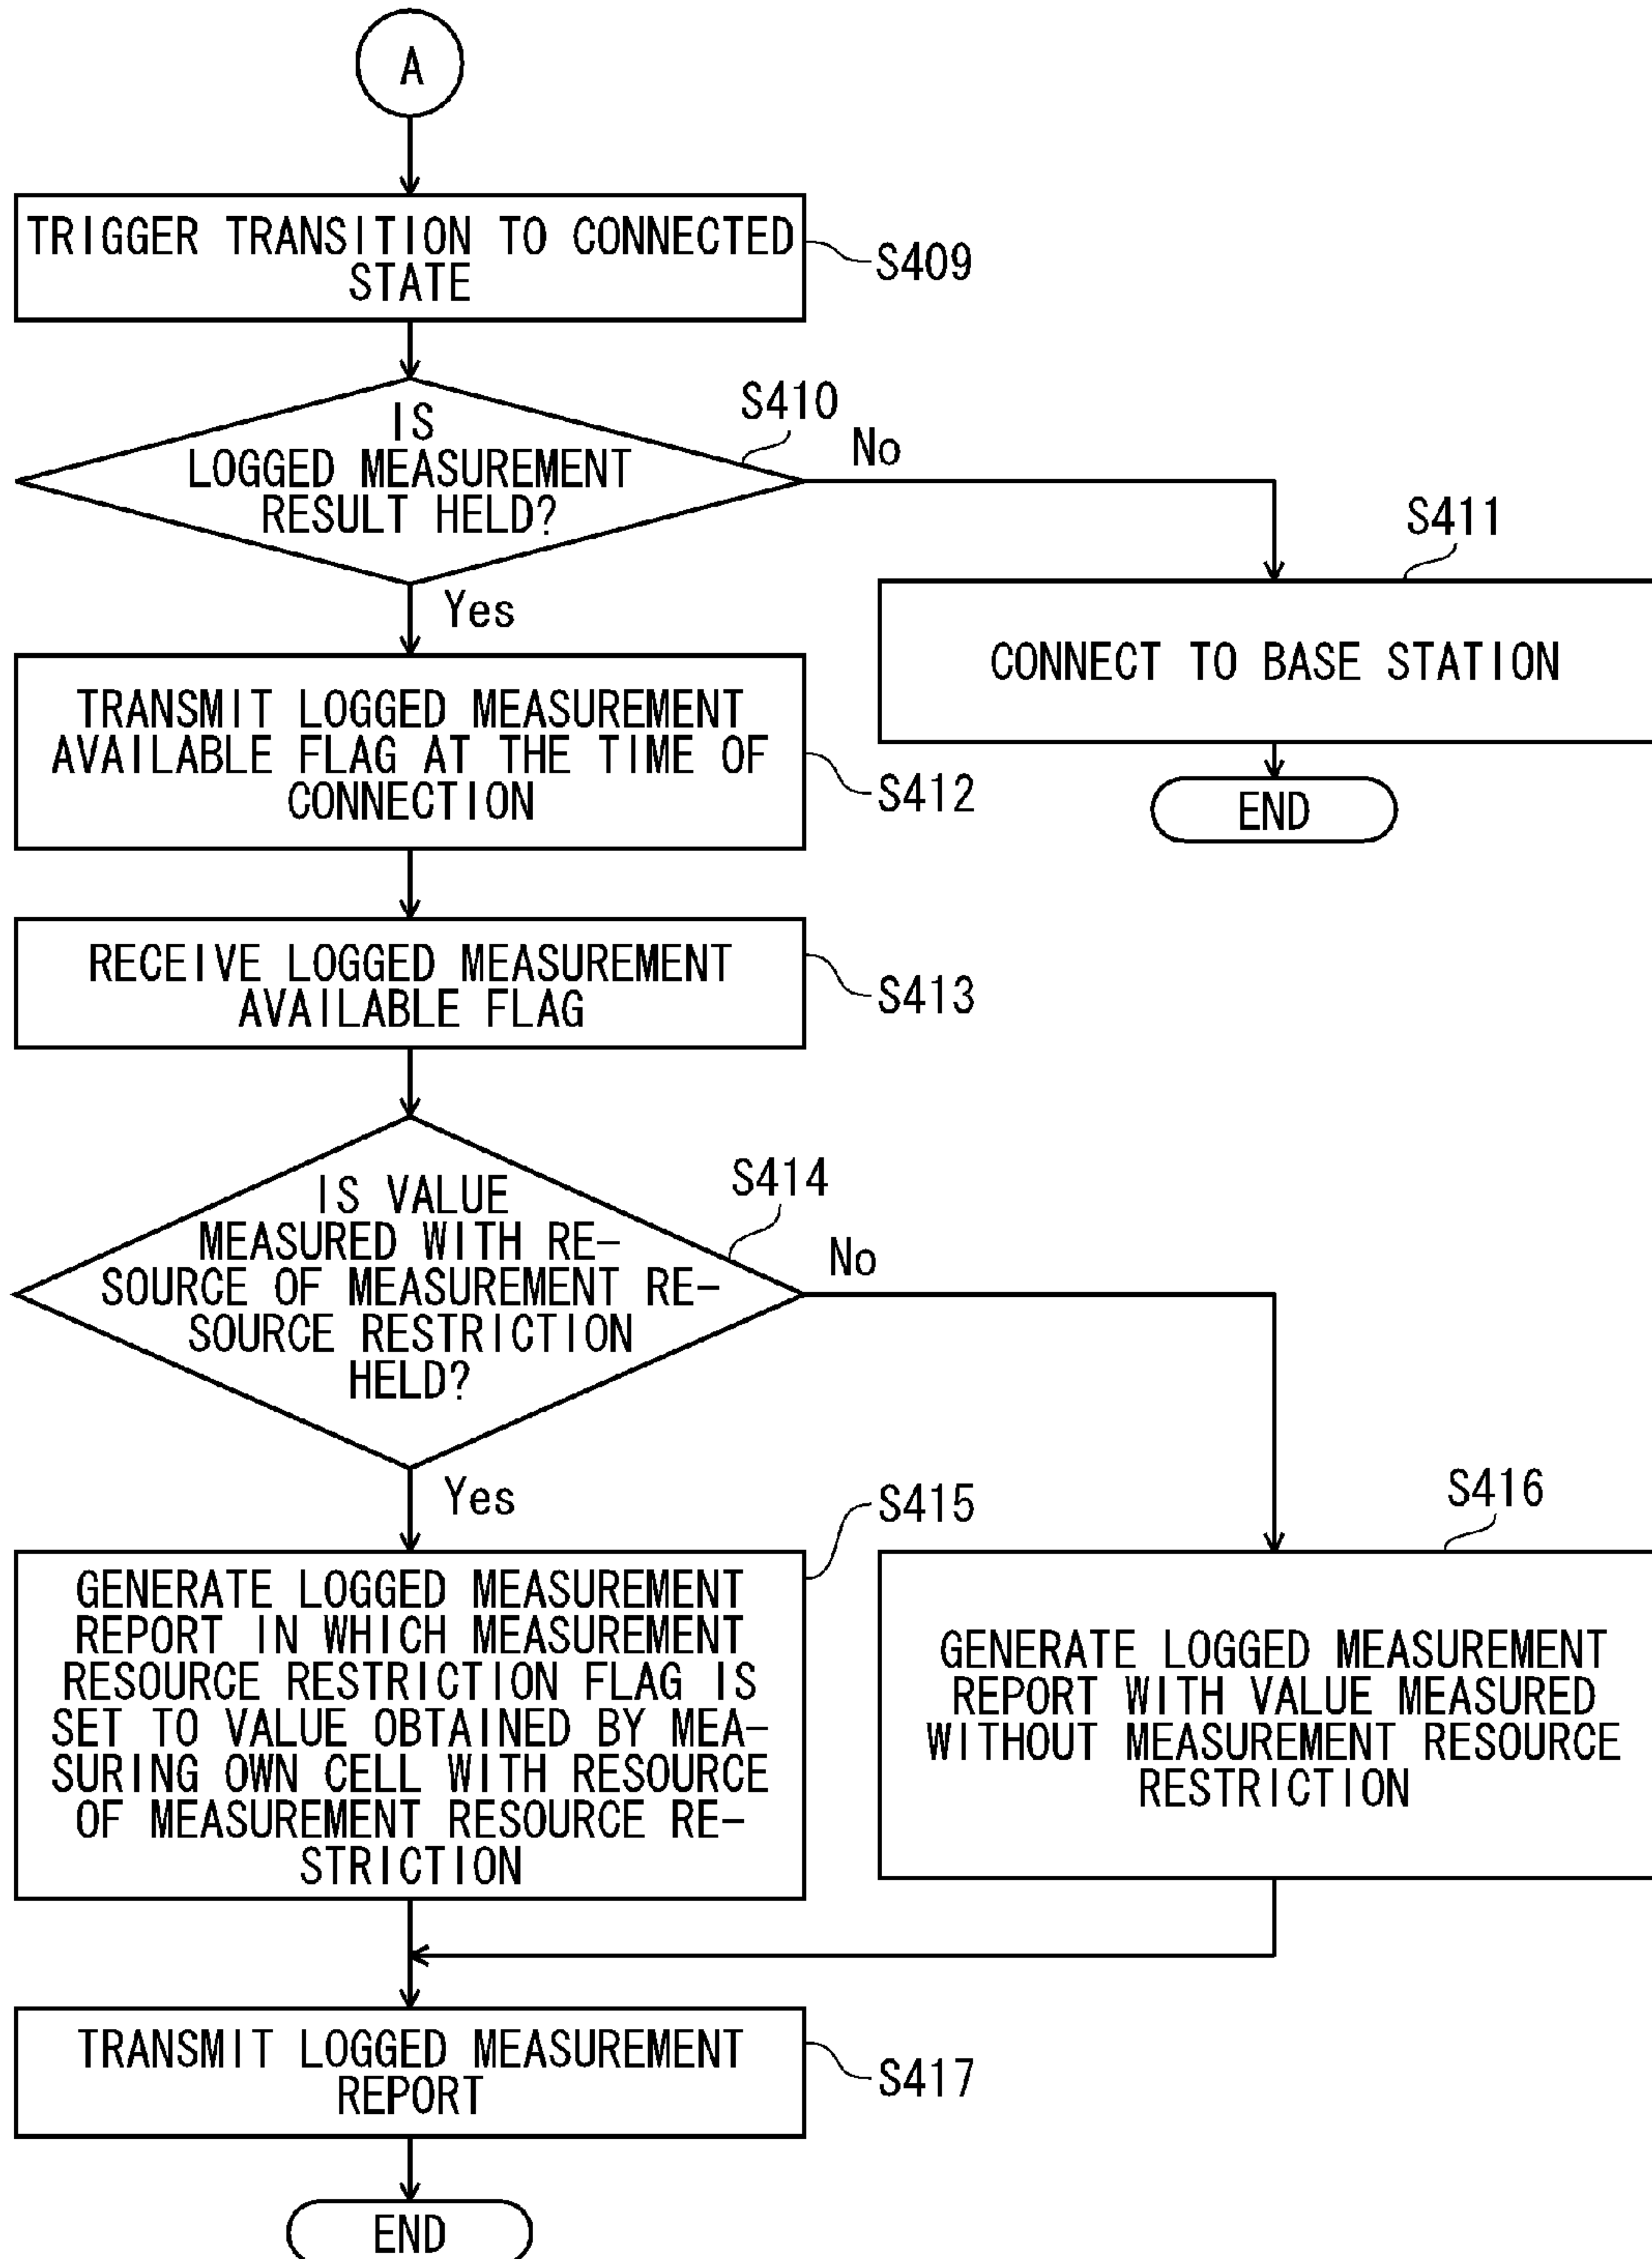 A
TRIGGER TRANSITION TO CONNECTED
STATE
S409
IS
LOGGED MEASUREMENT
RESULT HELD?
S410
No
Yes
S411
CONNECT TO BASE STATION
END
TRANSMIT LOGGED MEASUREMENT
AVAILABLE FLAG AT THE TIME OF
CONNECTION
S412
RECEIVE LOGGED MEASUREMENT
AVAILABLE FLAG
S413
IS VALUE
MEASURED WITH RE-
SOURCE OF MEASUREMENT RE-
SOURCE RESTRICTION
HELD?
S414
No
Yes
S415
GENERATE LOGGED MEASUREMENT
REPORT IN WHICH MEASUREMENT
RESOURCE RESTRICTION FLAG IS
SET TO VALUE OBTAINED BY MEA-
SURING OWN CELL WITH RESOURCE
OF MEASUREMENT RESOURCE RE-
STRICTION
S416
GENERATE LOGGED MEASUREMENT
REPORT WITH VALUE MEASURED
WITHOUT MEASUREMENT RESOURCE
RESTRICTION
TRANSMIT LOGGED MEASUREMENT
REPORT
S417
END